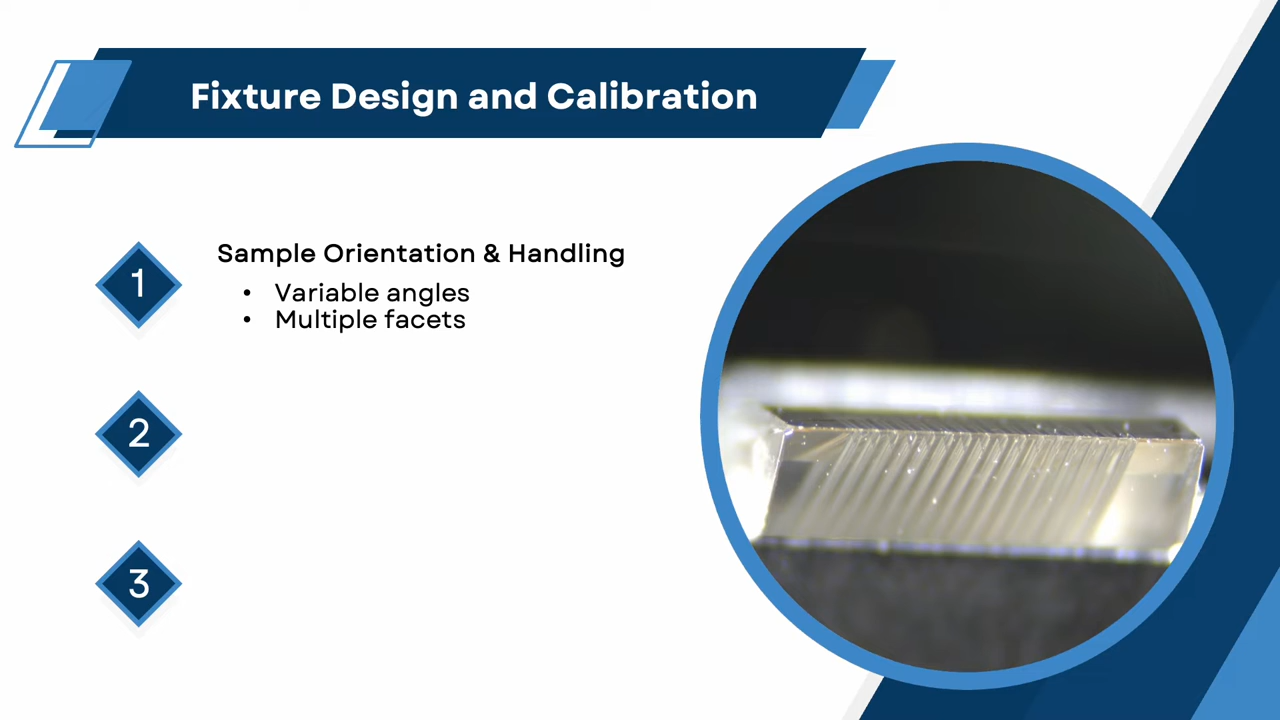 Fixture Design and Calibration
1
Sample Orientation & Handling
• Variable angles
• Multiple facets
2
3